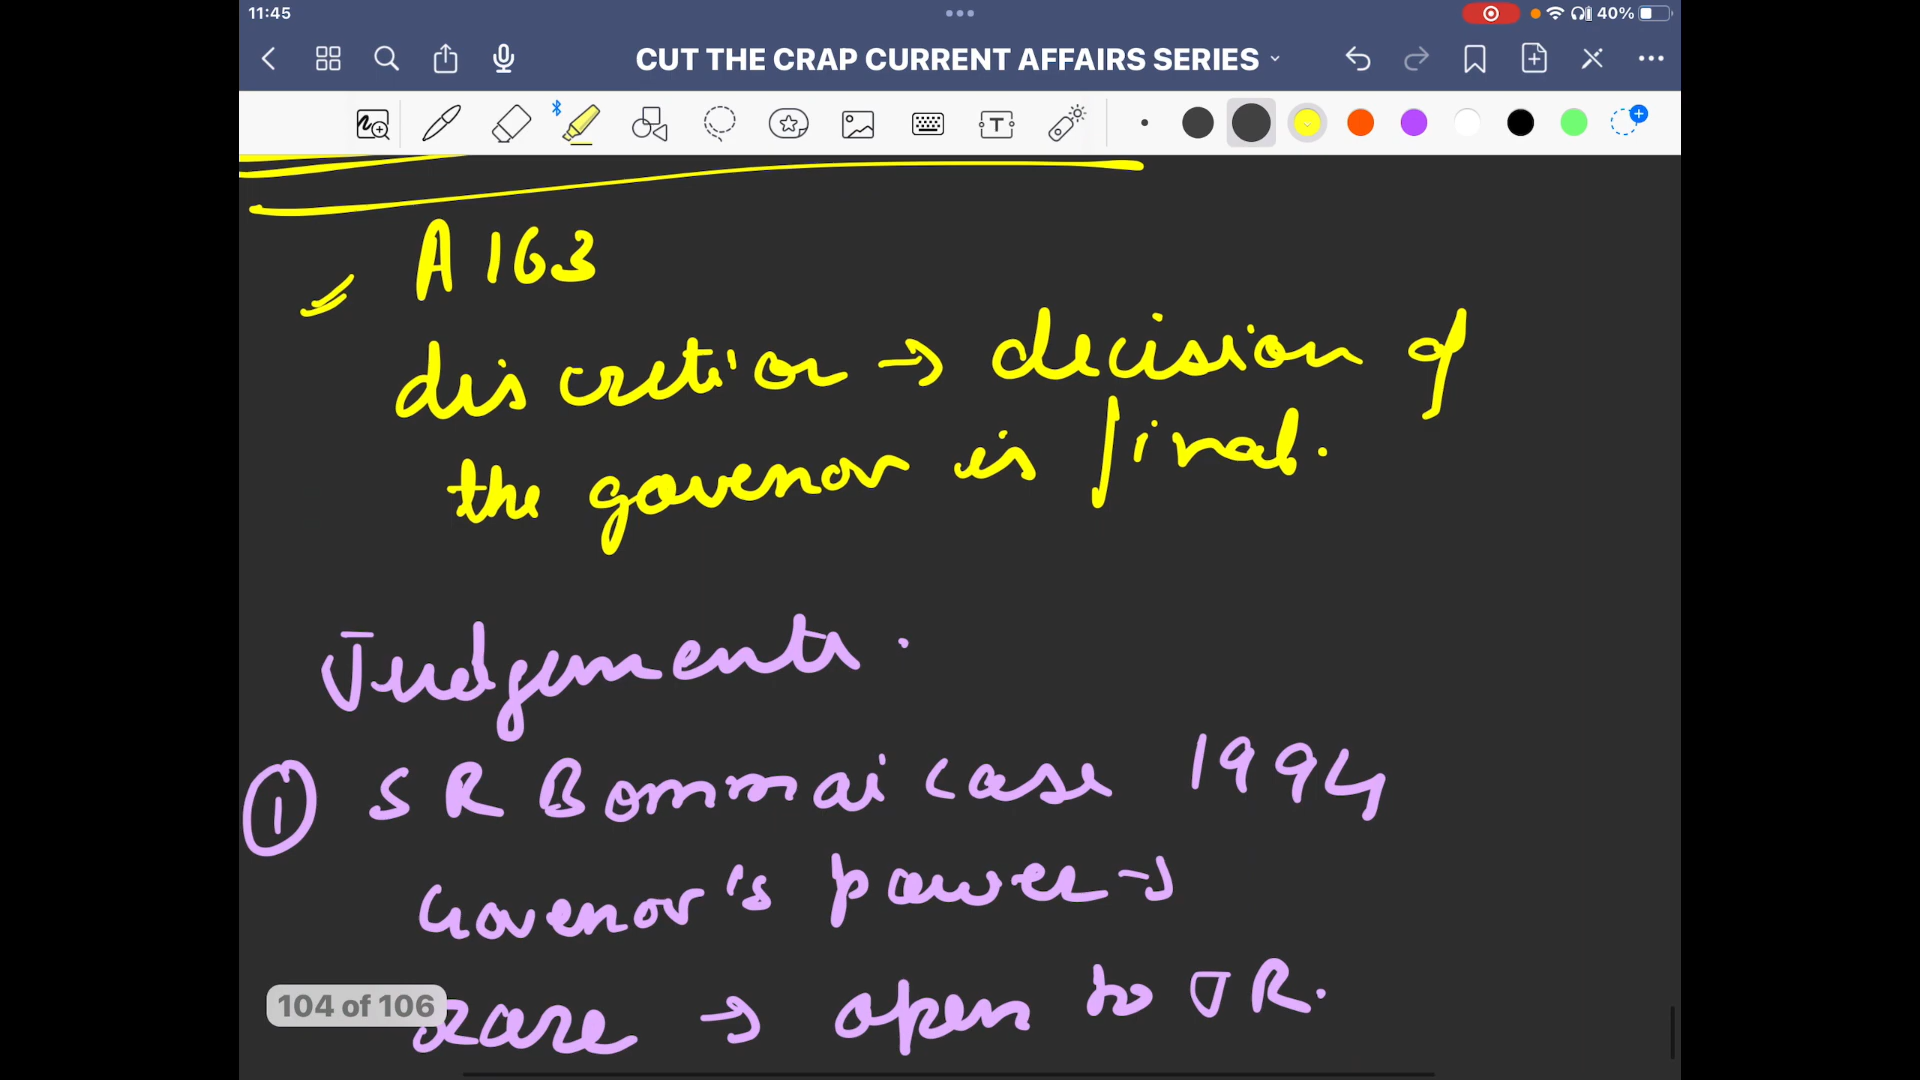 11:45
40%
CUT THE CRAP CURRENT AFFAIRS SERIES
A 163
discretion → decision of
the govenor is final.
Judgements.
① S R Bommai case 1994
Govenor's power →
rare → open to JR.
104 of 106